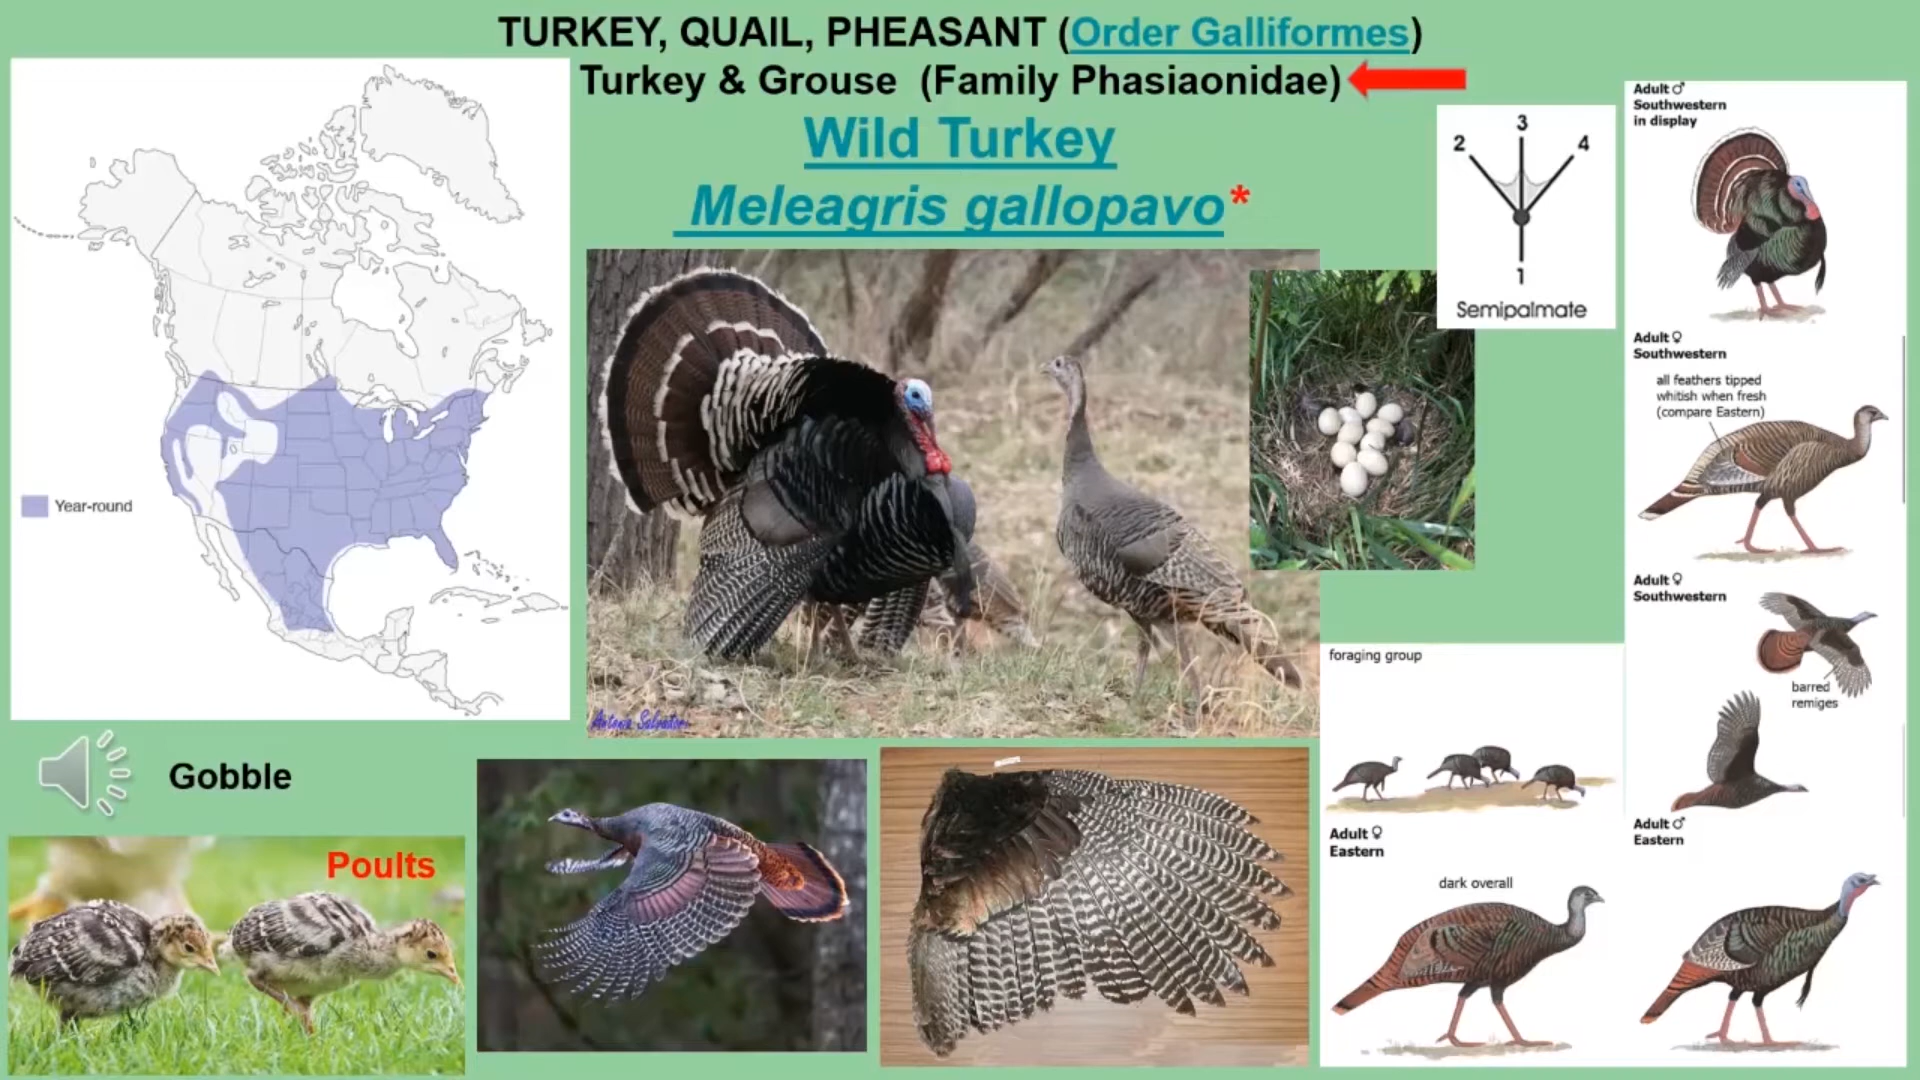 TURKEY, QUAIL, PHEASANT (Order Galliformes)
Turkey & Grouse (Family Phasiaonidae)
Wild Turkey
Meleagris gallopavo*
Year-round
Gobble
Poults
Antonio Salvador
2
3
4
1
Semipalmate
Adult ♂
Southwestern
in display
Adult ♀
Southwestern
all feathers tipped
whitish when fresh
(compare Eastern)
Adult ♀
Southwestern
barred
remiges
foraging group
Adult ♀
Eastern
dark overall
Adult ♂
Eastern